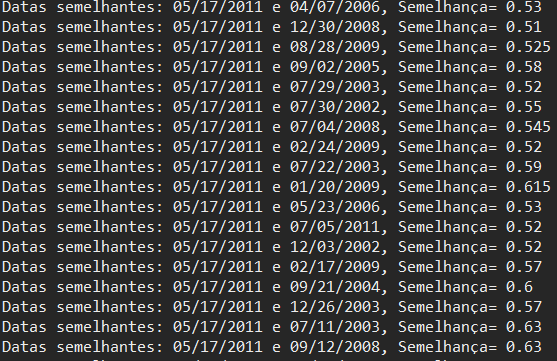 Datas semelhantes: 05/17/2011 e 04/07/2006, Semelhança= 0.53
Datas semelhantes: 05/17/2011 e 12/30/2008, Semelhança= 0.51
Datas semelhantes: 05/17/2011 e 08/28/2009, Semelhança= 0.525
Datas semelhantes: 05/17/2011 e 09/02/2005, Semelhança= 0.58
Datas semelhantes: 05/17/2011 e 07/29/2003, Semelhança= 0.52
Datas semelhantes: 05/17/2011 e 07/30/2002, Semelhança= 0.55
Datas semelhantes: 05/17/2011 e 07/04/2008, Semelhança= 0.545
Datas semelhantes: 05/17/2011 e 02/24/2009, Semelhança= 0.52
Datas semelhantes: 05/17/2011 e 07/22/2003, Semelhança= 0.59
Datas semelhantes: 05/17/2011 e 01/20/2009, Semelhança= 0.615
Datas semelhantes: 05/17/2011 e 05/23/2006, Semelhança= 0.53
Datas semelhantes: 05/17/2011 e 07/05/2011, Semelhança= 0.52
Datas semelhantes: 05/17/2011 e 12/03/2002, Semelhança= 0.52
Datas semelhantes: 05/17/2011 e 02/17/2009, Semelhança= 0.57
Datas semelhantes: 05/17/2011 e 09/21/2004, Semelhança= 0.6
Datas semelhantes: 05/17/2011 e 12/26/2003, Semelhança= 0.57
Datas semelhantes: 05/17/2011 e 07/11/2003, Semelhança= 0.63
Datas semelhantes: 05/17/2011 e 09/12/2008, Semelhança= 0.63